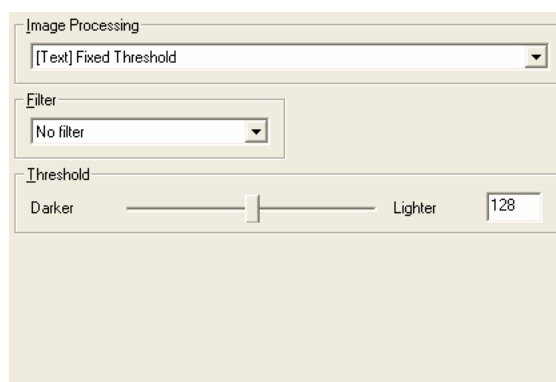 Image Processing
[Text] Fixed Threshold
Filter
No filter
Threshold
Darker Lighter 128